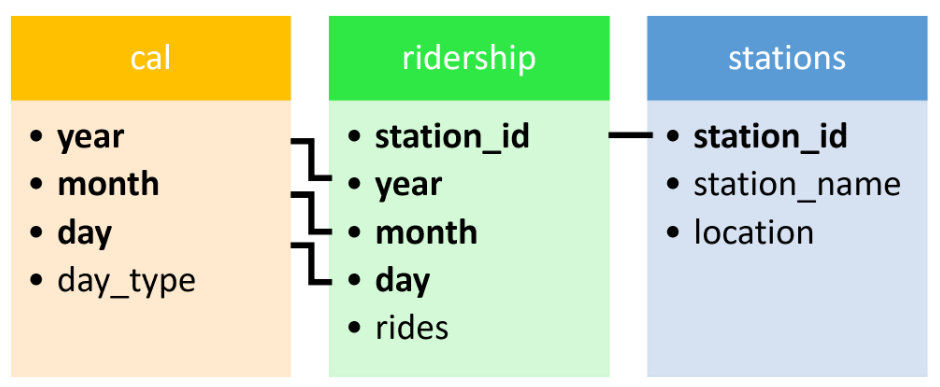 cal
• year
• month
• day
• day_type
ridership
• station_id
• year
• month
• day
• rides
stations
• station_id
• station_name
• location